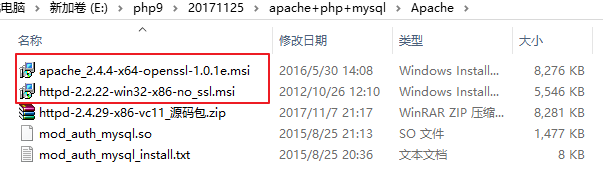 电脑 > 新加卷 (E:) > php9 > 20171125 > apache+php+mysql > Apache >
名称 修改日期 类型 大小
apache_2.4.4-x64-openssl-1.0.1e.msi 2016/5/30 14:08 Windows Install... 8,276 KB
httpd-2.2.22-win32-x86-no_ssl.msi 2012/10/26 12:10 Windows Install... 5,546 KB
httpd-2.4.29-x86-vc11_源码包.zip 2017/11/7 21:17 WinRAR ZIP 压缩... 8,281 KB
mod_auth_mysql.so 2015/8/25 21:13 SO 文件 1,477 KB
mod_auth_mysql_install.txt 2015/8/25 20:36 文本文档 8 KB